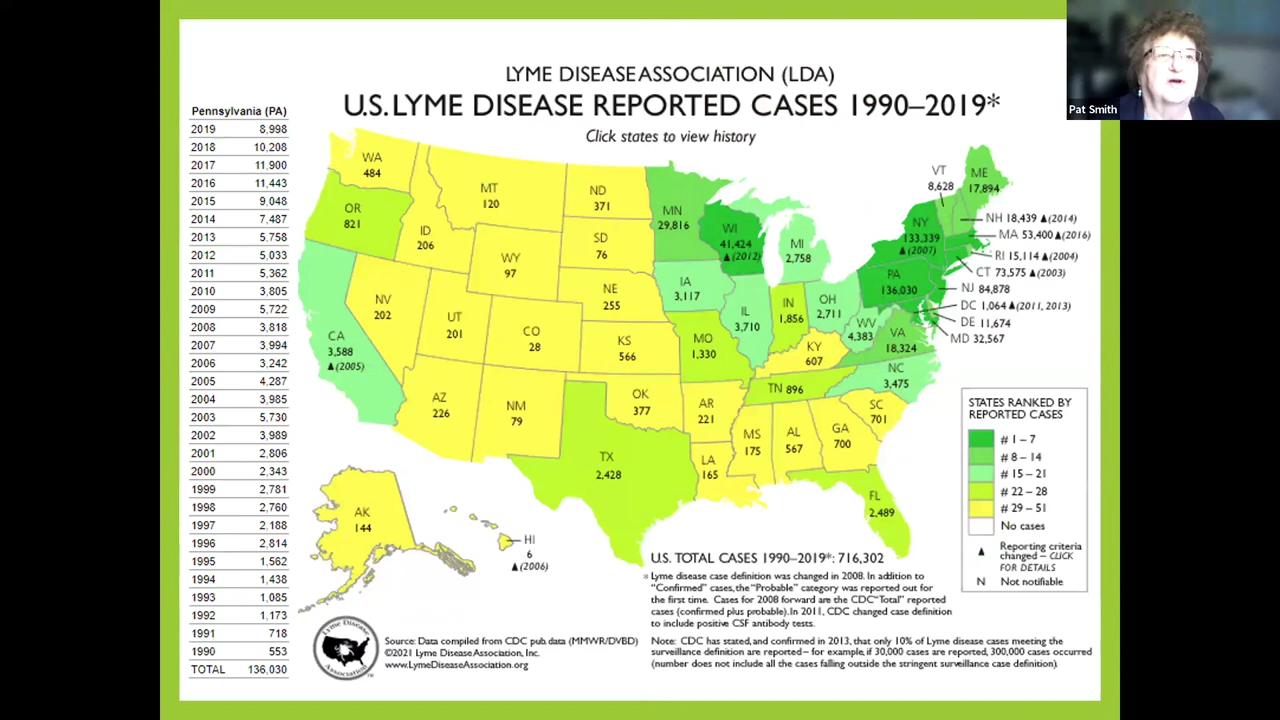 LYME DISEASE ASSOCIATION (LDA)
U.S. LYME DISEASE REPORTED CASES 1990–2019*
Click states to view history
Pat Smith
Pennsylvania (PA)
2019 8,998
2018 10,208
2017 11,900
2016 11,443
2015 9,048
2014 7,487
2013 5,758
2012 5,033
2011 5,362
2010 3,805
2009 5,722
2008 3,818
2007 3,994
2006 3,242
2005 4,287
2004 3,985
2003 5,730
2002 3,989
2001 2,806
2000 2,343
1999 2,781
1998 2,760
1997 2,188
1996 2,814
1995 1,562
1994 1,438
1993 1,085
1992 1,173
1991 718
1990 553
TOTAL 136,030
WA
484
OR
821
CA
3,588
▲(2005)
ID
206
NV
202
MT
120
WY
97
UT
201
AZ
226
CO
28
NM
79
ND
371
SD
76
NE
255
KS
566
OK
377
TX
2,428
MN
29,816
IA
3,117
MO
1,330
AR
221
LA
165
WI
41,424
▲(2012)
IL
3,710
MI
2,758
IN
1,856
OH
2,711
KY
607
TN 896
MS
175
AL
567
GA
700
FL
2,489
SC
701
NC
3,475
VA
18,324
WV
4,383
PA
136,030
NY
133,339
▲(2007)
VT
8,628
ME
17,894
NH 18,439 ▲(2014)
MA 53,400 ▲(2016)
RI 15,114 ▲(2004)
CT 73,575 ▲(2003)
NJ 84,878
DC 1,064 ▲(2011, 2013)
DE 11,674
MD 32,567
AK
144
HI
6
▲(2006)
STATES RANKED BY
REPORTED CASES
# 1 – 7
# 8 – 14
# 15 – 21
# 22 – 28
# 29 – 51
No cases
▲ Reporting criteria
changed – CLICK
FOR DETAILS
N Not notifiable
U.S. TOTAL CASES 1990–2019*: 716,302
* Lyme disease case definition was changed in 2008. In addition to
"Confirmed" cases, the "Probable" category was reported out for
the first time. Cases for 2008 forward are the CDC "Total" reported
cases (confirmed plus probable). In 2011, CDC changed case definition
to include positive CSF antibody tests.
Note: CDC has stated, and confirmed in 2013, that only 10% of Lyme disease cases meeting the
surveillance definition are reported – for example, if 30,000 cases are reported, 300,000 cases occurred
(number does not include all the cases falling outside the stringent surveillance case definition).
Lyme Disease
Association
TM
Source: Data compiled from CDC pub. data (MMWR/DVBD)
©2021 Lyme Disease Association, Inc.
www.LymeDiseaseAssociation.org